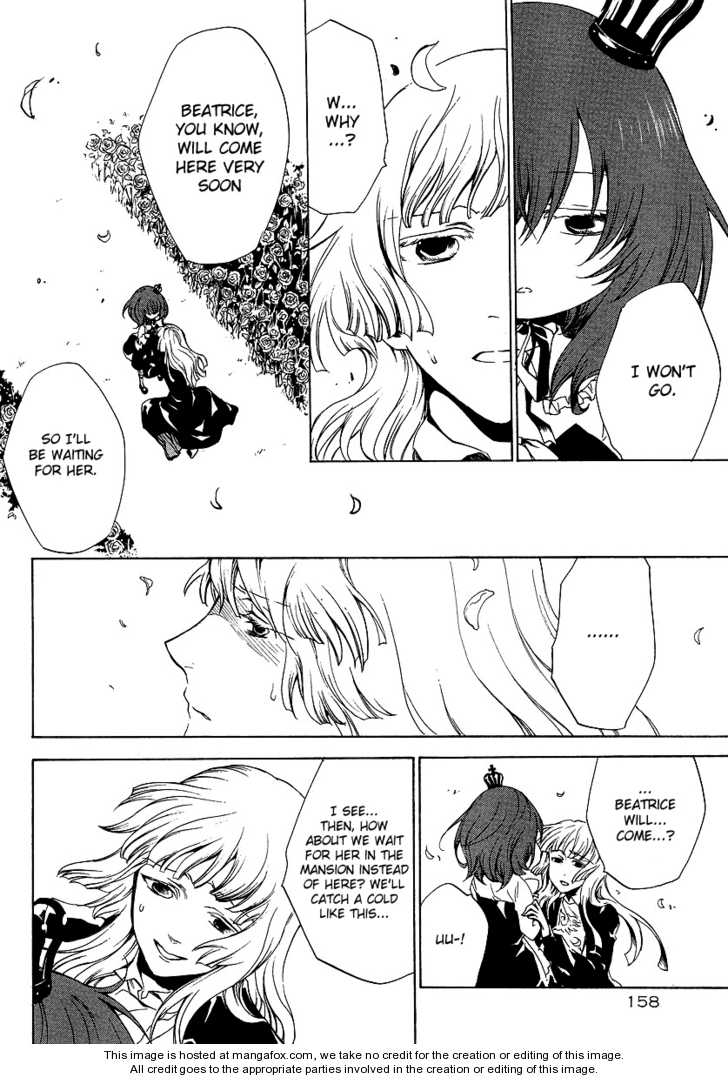 I WON'T
GO.
W...
WHY
...?
BEATRICE,
YOU KNOW,
WILL COME
HERE VERY
SOON
SO I'LL
BE WAITING
FOR HER.
......
...
BEATRICE
WILL...
COME...?
UU-!
I SEE...
THEN, HOW
ABOUT WE WAIT
FOR HER IN THE
MANSION INSTEAD
OF HERE? WE'LL
CATCH A COLD
LIKE THIS...
158
This image is hosted at mangafox.com, we take no credit for the creation or editing of this image.
All credit goes to the appropriate parties involved in the creation or editing of this image.